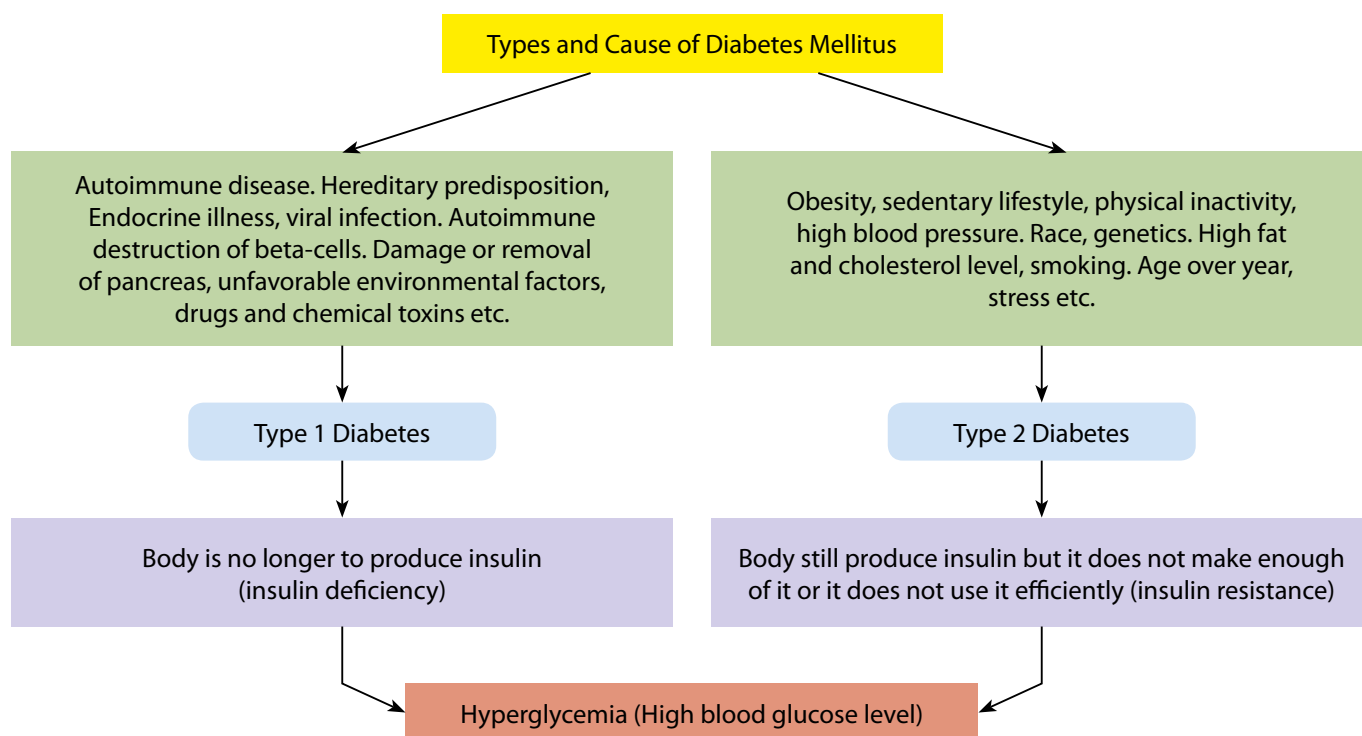 Types and Cause of Diabetes Mellitus
Autoimmune disease. Hereditary predisposition,
Endocrine illness, viral infection. Autoimmune
destruction of beta-cells. Damage or removal
of pancreas, unfavorable environmental factors,
drugs and chemical toxins etc.
Obesity, sedentary lifestyle, physical inactivity,
high blood pressure. Race, genetics. High fat
and cholesterol level, smoking. Age over year,
stress etc.
Type 1 Diabetes
Type 2 Diabetes
Body is no longer to produce insulin
(insulin deficiency)
Body still produce insulin but it does not make enough
of it or it does not use it efficiently (insulin resistance)
Hyperglycemia (High blood glucose level)